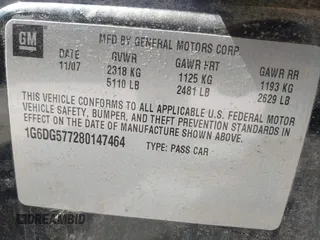 GM
MFD BY GENERAL MOTORS CORP.
DATE GVWR GAWR FRT GAWR RR
11/07 2318 KG 1125 KG 1193 KG
5110 LB 2481 LB 2629 LB
THIS VEHICLE CONFORMS TO ALL APPLICABLE U.S. FEDERAL MOTOR
VEHICLE SAFETY, BUMPER, AND THEFT PREVENTION STANDARDS IN
EFFECT ON THE DATE OF MANUFACTURE SHOWN ABOVE.
1G6DG577280147464 TYPE: PASS CAR
DREAMBID